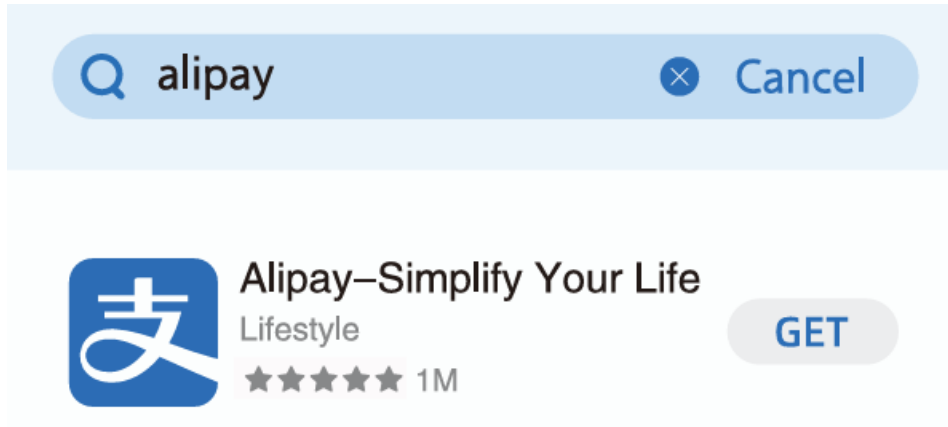 alipay Cancel
Alipay–Simplify Your Life
Lifestyle
GET
支
1M